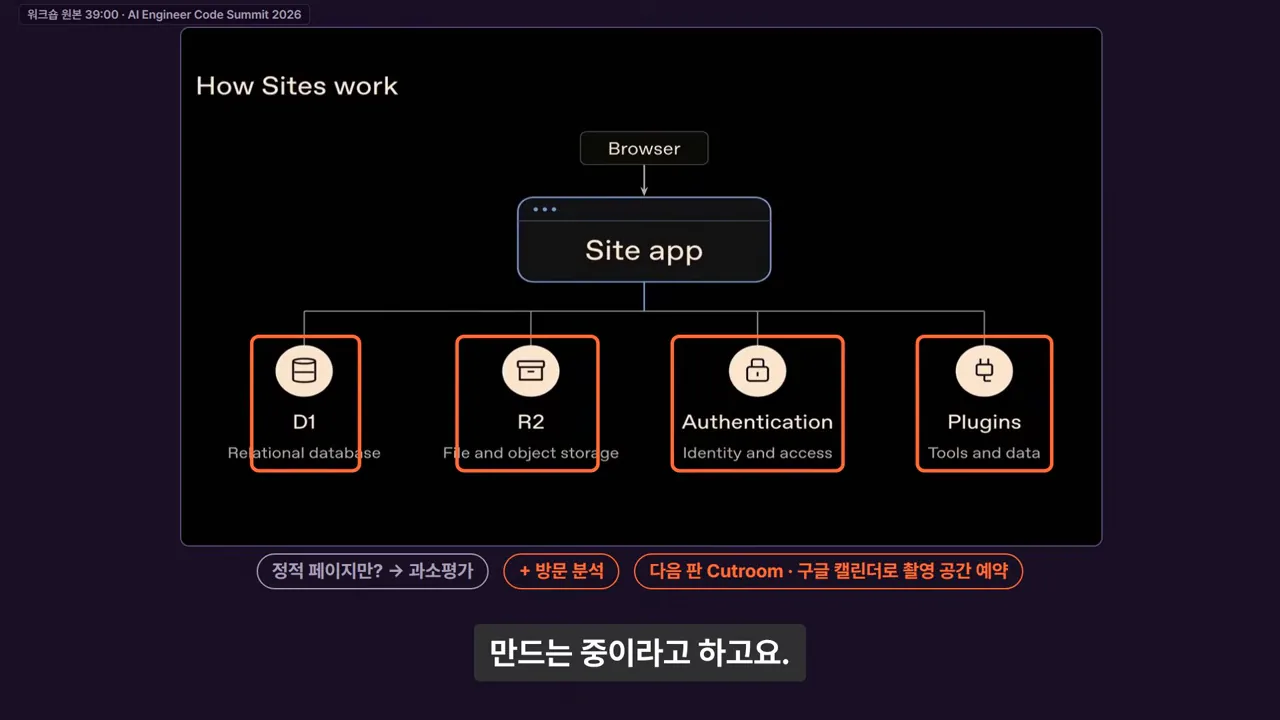 워크숍 원본 39:00 · AI Engineer Code Summit 2026
How Sites work
Browser
Site app
D1
Relational database
R2
File and object storage
Authentication
Identity and access
Plugins
Tools and data
정적 페이지만? → 과소평가
+ 방문 분석
다음 판 Cutroom · 구글 캘린더로 촬영 공간 예약
만드는 중이라고 하고요.